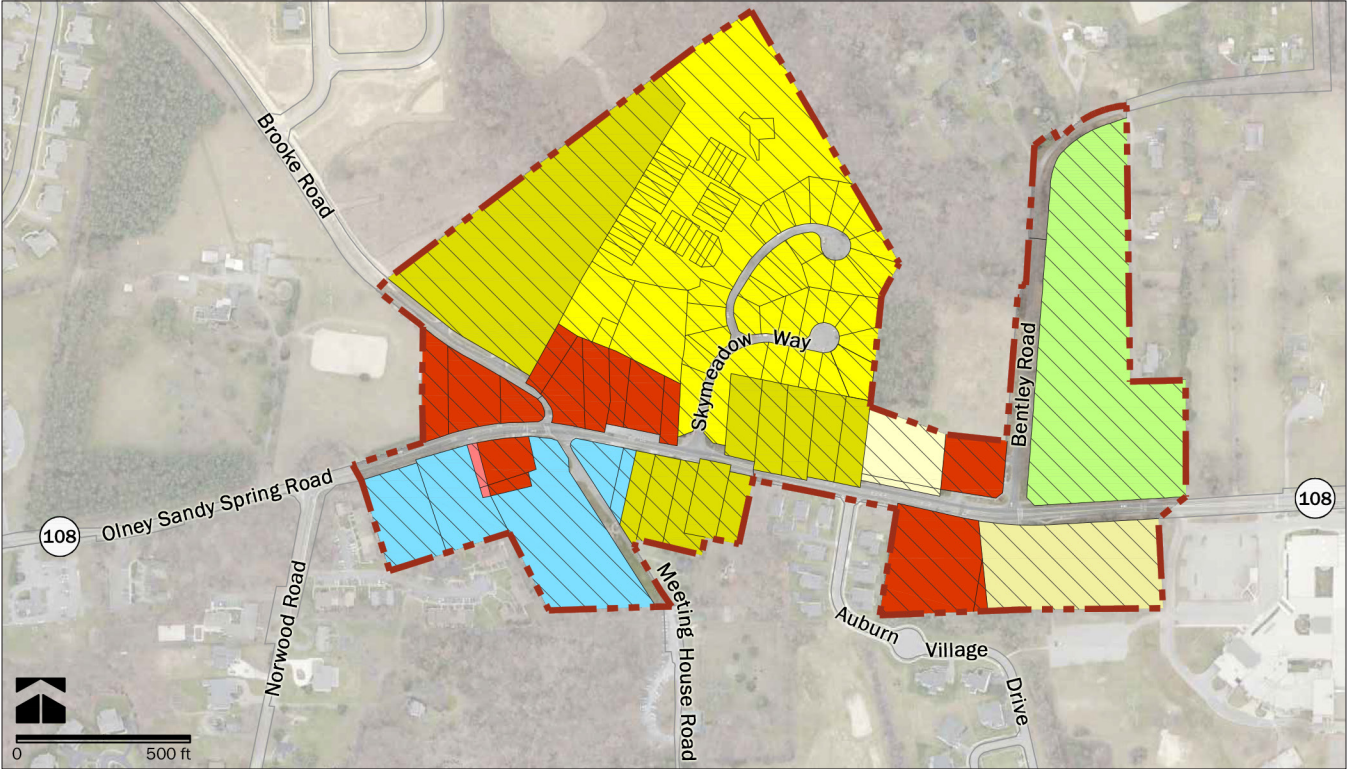 Brooke Road
Skymeadow Way
Bentley Road
108
Olney Sandy Spring Road
108
Norwood Road
Meeting House Road
Auburn Village Drive
0 500 ft